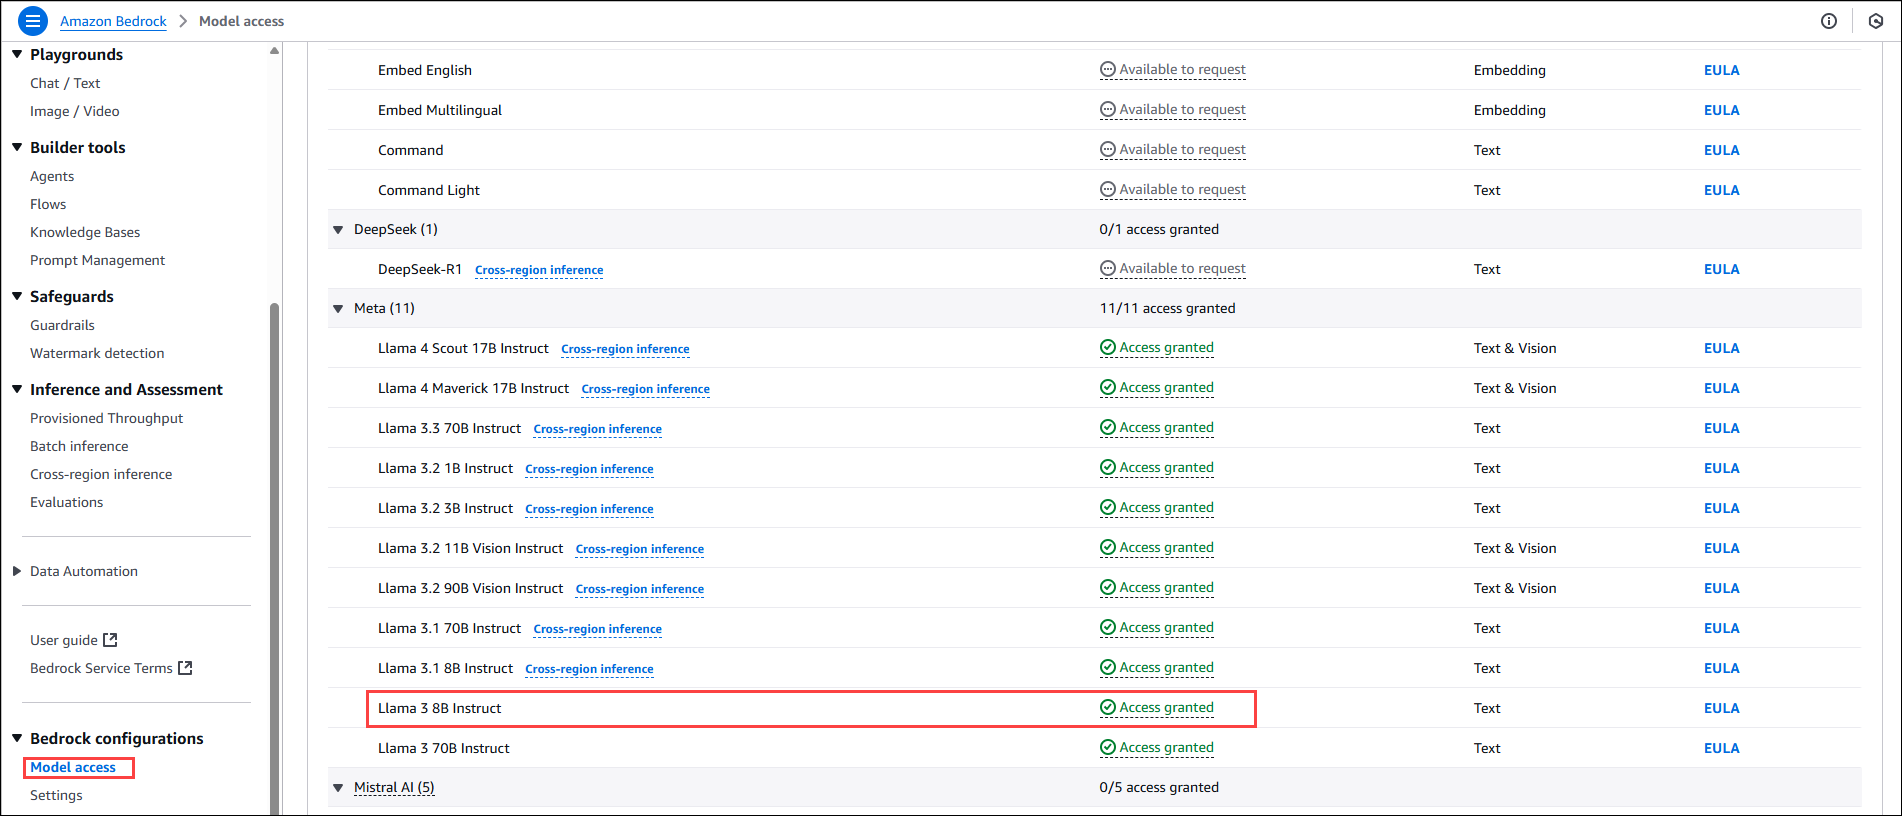 Amazon Bedrock > Model access
Playgrounds
Chat / Text
Image / Video
Builder tools
Agents
Flows
Knowledge Bases
Prompt Management
Safeguards
Guardrails
Watermark detection
Inference and Assessment
Provisioned Throughput
Batch inference
Cross-region inference
Evaluations
Data Automation
User guide
Bedrock Service Terms
Bedrock configurations
Model access
Settings
Embed English Available to request Embedding EULA
Embed Multilingual Available to request Embedding EULA
Command Available to request Text EULA
Command Light Available to request Text EULA
DeepSeek (1) 0/1 access granted
DeepSeek-R1 Cross-region inference Available to request Text EULA
Meta (11) 11/11 access granted
Llama 4 Scout 17B Instruct Cross-region inference Access granted Text & Vision EULA
Llama 4 Maverick 17B Instruct Cross-region inference Access granted Text & Vision EULA
Llama 3.3 70B Instruct Cross-region inference Access granted Text EULA
Llama 3.2 1B Instruct Cross-region inference Access granted Text EULA
Llama 3.2 3B Instruct Cross-region inference Access granted Text EULA
Llama 3.2 11B Vision Instruct Cross-region inference Access granted Text & Vision EULA
Llama 3.2 90B Vision Instruct Cross-region inference Access granted Text & Vision EULA
Llama 3.1 70B Instruct Cross-region inference Access granted Text EULA
Llama 3.1 8B Instruct Cross-region inference Access granted Text EULA
Llama 3 8B Instruct Access granted Text EULA
Llama 3 70B Instruct Access granted Text EULA
Mistral AI (5) 0/5 access granted